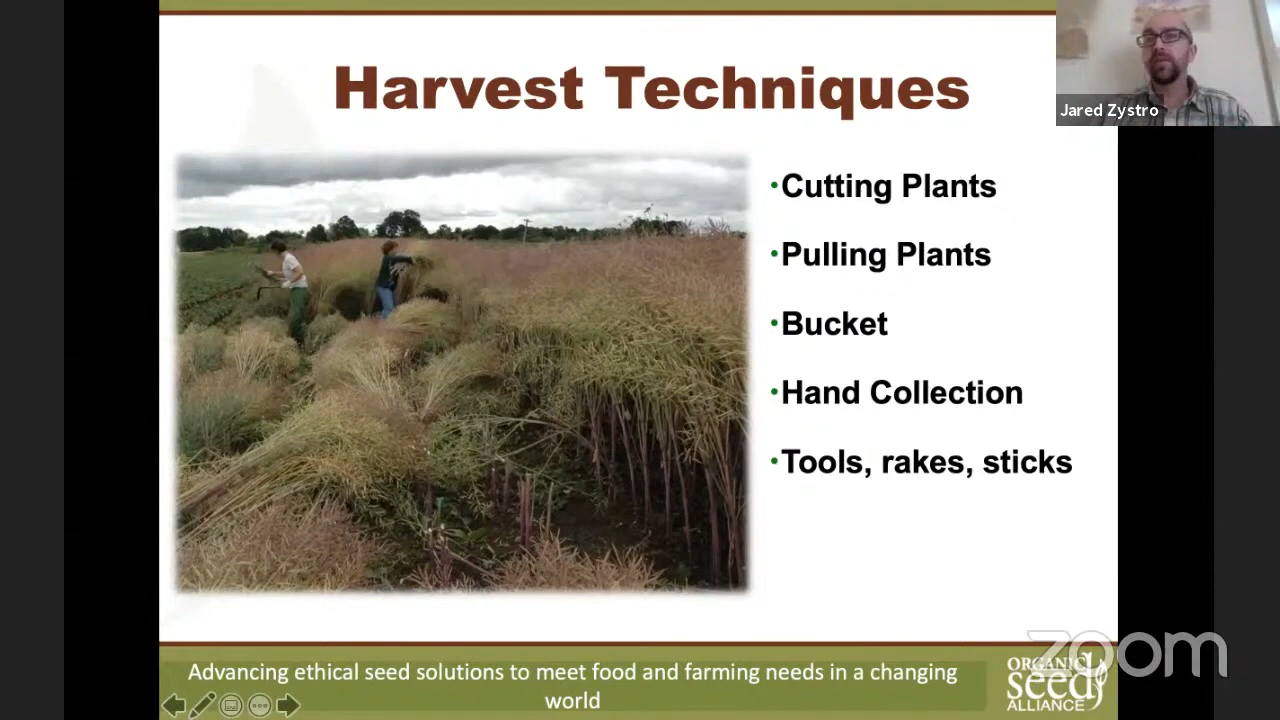 Harvest Techniques
Jared Zystro
•Cutting Plants
•Pulling Plants
•Bucket
•Hand Collection
•Tools, rakes, sticks
Advancing ethical seed solutions to meet food and farming needs in a changing
world
ORGANIC
seed
ALLIANCE
zoom